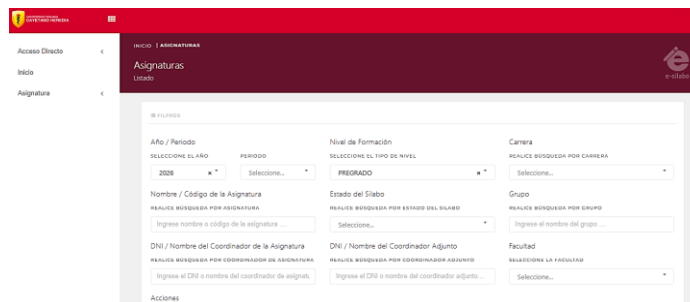 UNIVERSIDAD PERUANA
CAYETANO HEREDIA
Acceso Directo
Inicio
Asignatura
INICIO | ASIGNATURAS
Asignaturas
Listado
e-silabo
FILTROS
Año / Periodo
SELECCIONE EL AÑO
PERIODO
2026
Seleccione...
Nivel de Formación
SELECCIONE EL TIPO DE NIVEL
PREGRADO
Carrera
REALICE BÚSQUEDA POR CARRERA
Seleccione...
Nombre / Código de la Asignatura
REALICE BÚSQUEDA POR ASIGNATURA
Ingrese nombre o código de la asignatura ...
Estado del Silabo
REALICE BÚSQUEDA POR ESTADO DEL SILABO
Seleccione...
Grupo
REALICE BÚSQUEDA POR GRUPO
Ingrese el nombre del grupo ...
DNI / Nombre del Coordinador de la Asignatura
REALICE BÚSQUEDA POR COORDINADOR DE ASIGNATURA
Ingrese el DNI o nombre del coordinador de asignat
DNI / Nombre del Coordinador Adjunto
REALICE BÚSQUEDA POR COORDINADOR ADJUNTO
Ingrese el DNI o nombre del coordinador adjunto ...
Facultad
SELECCIONE LA FACULTAD
Seleccione...
Acciones